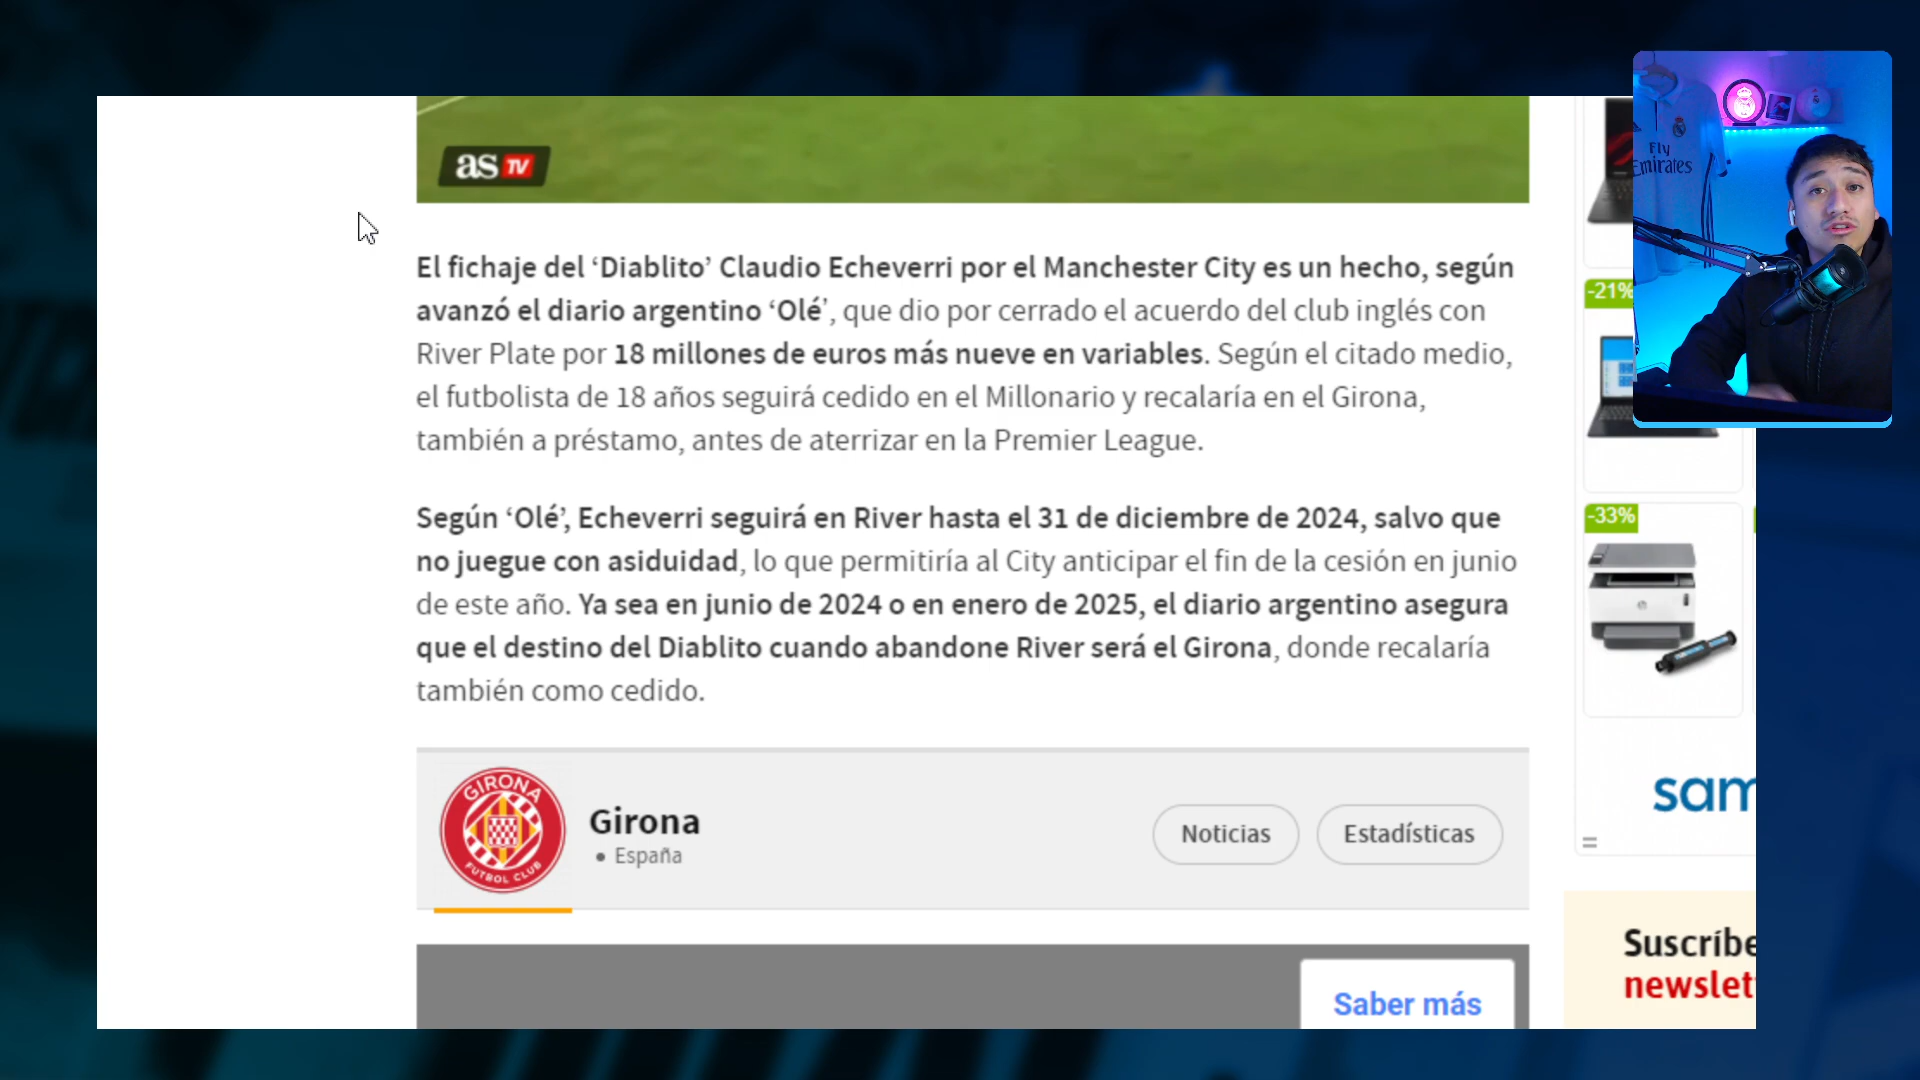 as TV
El fichaje del ‘Diablito’ Claudio Echeverri por el Manchester City es un hecho, según
avanzó el diario argentino ‘Olé’, que dio por cerrado el acuerdo del club inglés con
River Plate por 18 millones de euros más nueve en variables. Según el citado medio,
el futbolista de 18 años seguirá cedido en el Millonario y recalaría en el Girona,
también a préstamo, antes de aterrizar en la Premier League.
Según ‘Olé’, Echeverri seguirá en River hasta el 31 de diciembre de 2024, salvo que
no juegue con asiduidad, lo que permitiría al City anticipar el fin de la cesión en junio
de este año. Ya sea en junio de 2024 o en enero de 2025, el diario argentino asegura
que el destino del Diablito cuando abandone River será el Girona, donde recalaría
también como cedido.
GIRONA
FUTBOL CLUB
Girona
• España
Noticias
Estadísticas
Saber más
Fly
Emirates
-21%
-33%
sam
Suscríbe
newslet